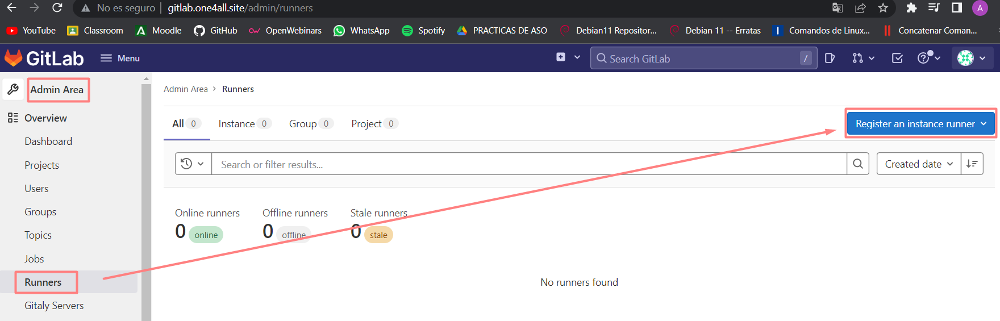 No es seguro | gitlab.one4all.site/admin/runners A
YouTube Classroom Moodle GitHub OpenWebinars WhatsApp Spotify PRACTICAS DE ASO Debian11 Repositor... Debian 11 -- Erratas Comandos de Linux... Concatenar Coman...
GitLab Menu Search GitLab /
Admin Area
Admin Area > Runners
Overview
All 0 Instance 0 Group 0 Project 0 Register an instance runner
Dashboard
Projects
Search or filter results... Created date
Users
Groups
Online runners Offline runners Stale runners
0 online 0 offline 0 stale
Topics
Jobs
Runners
No runners found
Gitaly Servers